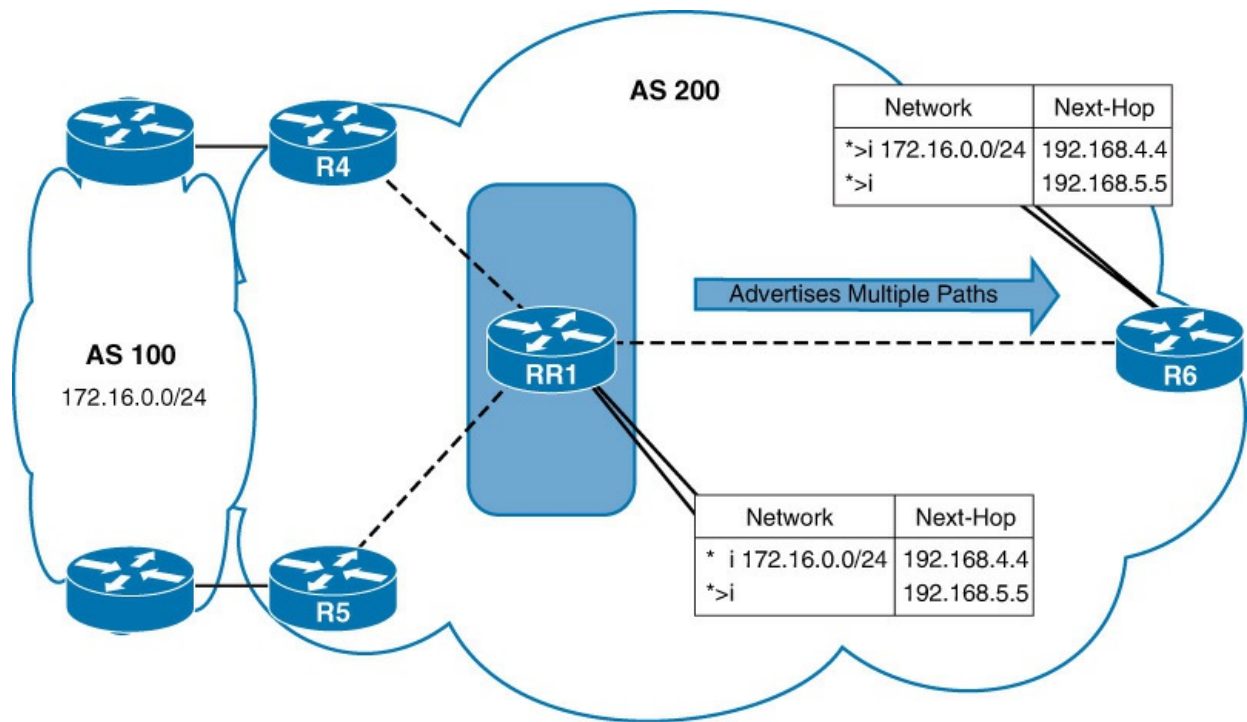 AS 200
Network Next-Hop
*>i 172.16.0.0/24 192.168.4.4
*>i 192.168.5.5
R4
Advertises Multiple Paths
AS 100
172.16.0.0/24
RR1
R6
Network Next-Hop
* i 172.16.0.0/24 192.168.4.4
*>i 192.168.5.5
R5